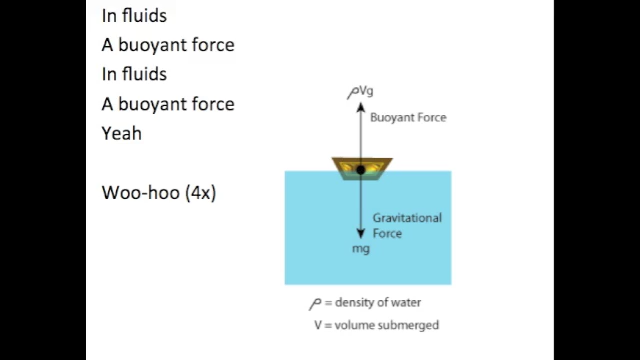 In fluids
A buoyant force
In fluids
A buoyant force
Yeah
Woo-hoo (4x)
ρVg
Buoyant Force
Gravitational
Force
mg
ρ = density of water
V = volume submerged